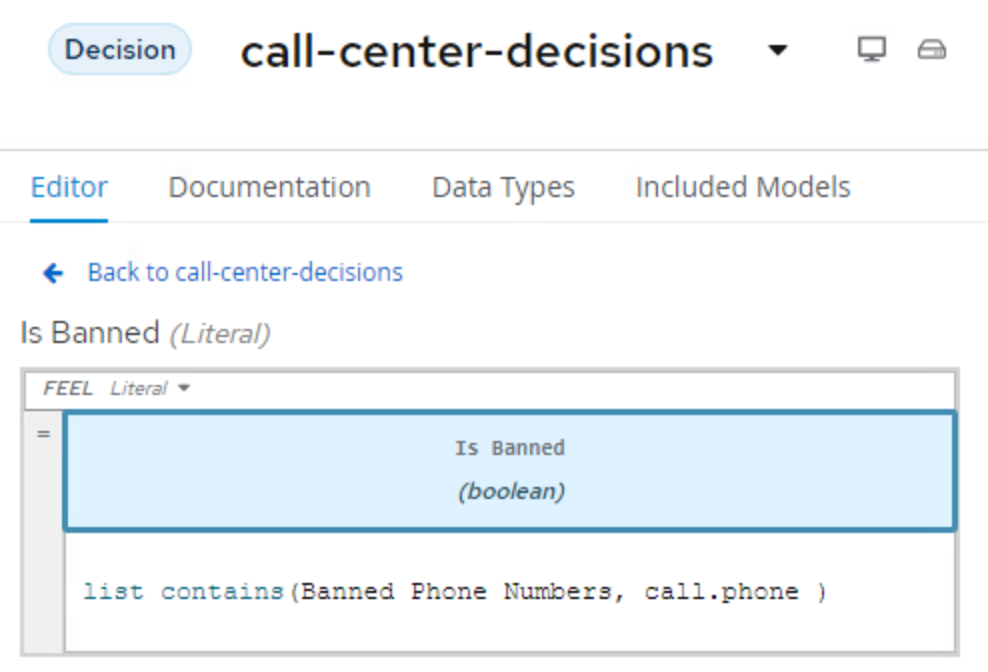 Decision call-center-decisions
Editor Documentation Data Types Included Models
Back to call-center-decisions
Is Banned (Literal)
FEEL Literal
=
Is Banned
(boolean)
list contains(Banned Phone Numbers, call.phone )